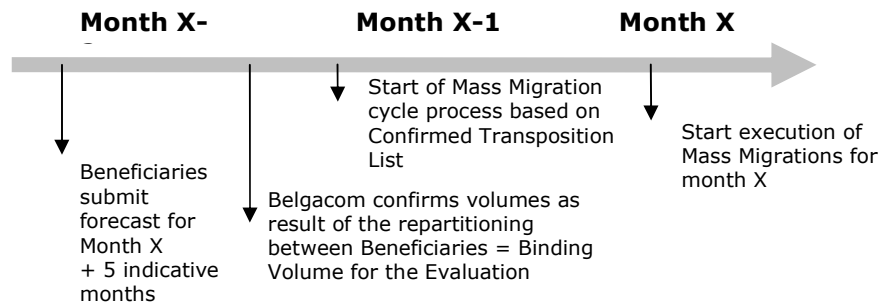 Month X-
Month X-1
Month X
Start of Mass Migration
cycle process based on
Confirmed Transposition
List
Start execution of
Mass Migrations for
month X
Beneficiaries
submit
forecast for
Month X
+ 5 indicative
months
Belgacom confirms volumes as
result of the repartitioning
between Beneficiaries = Binding
Volume for the Evaluation